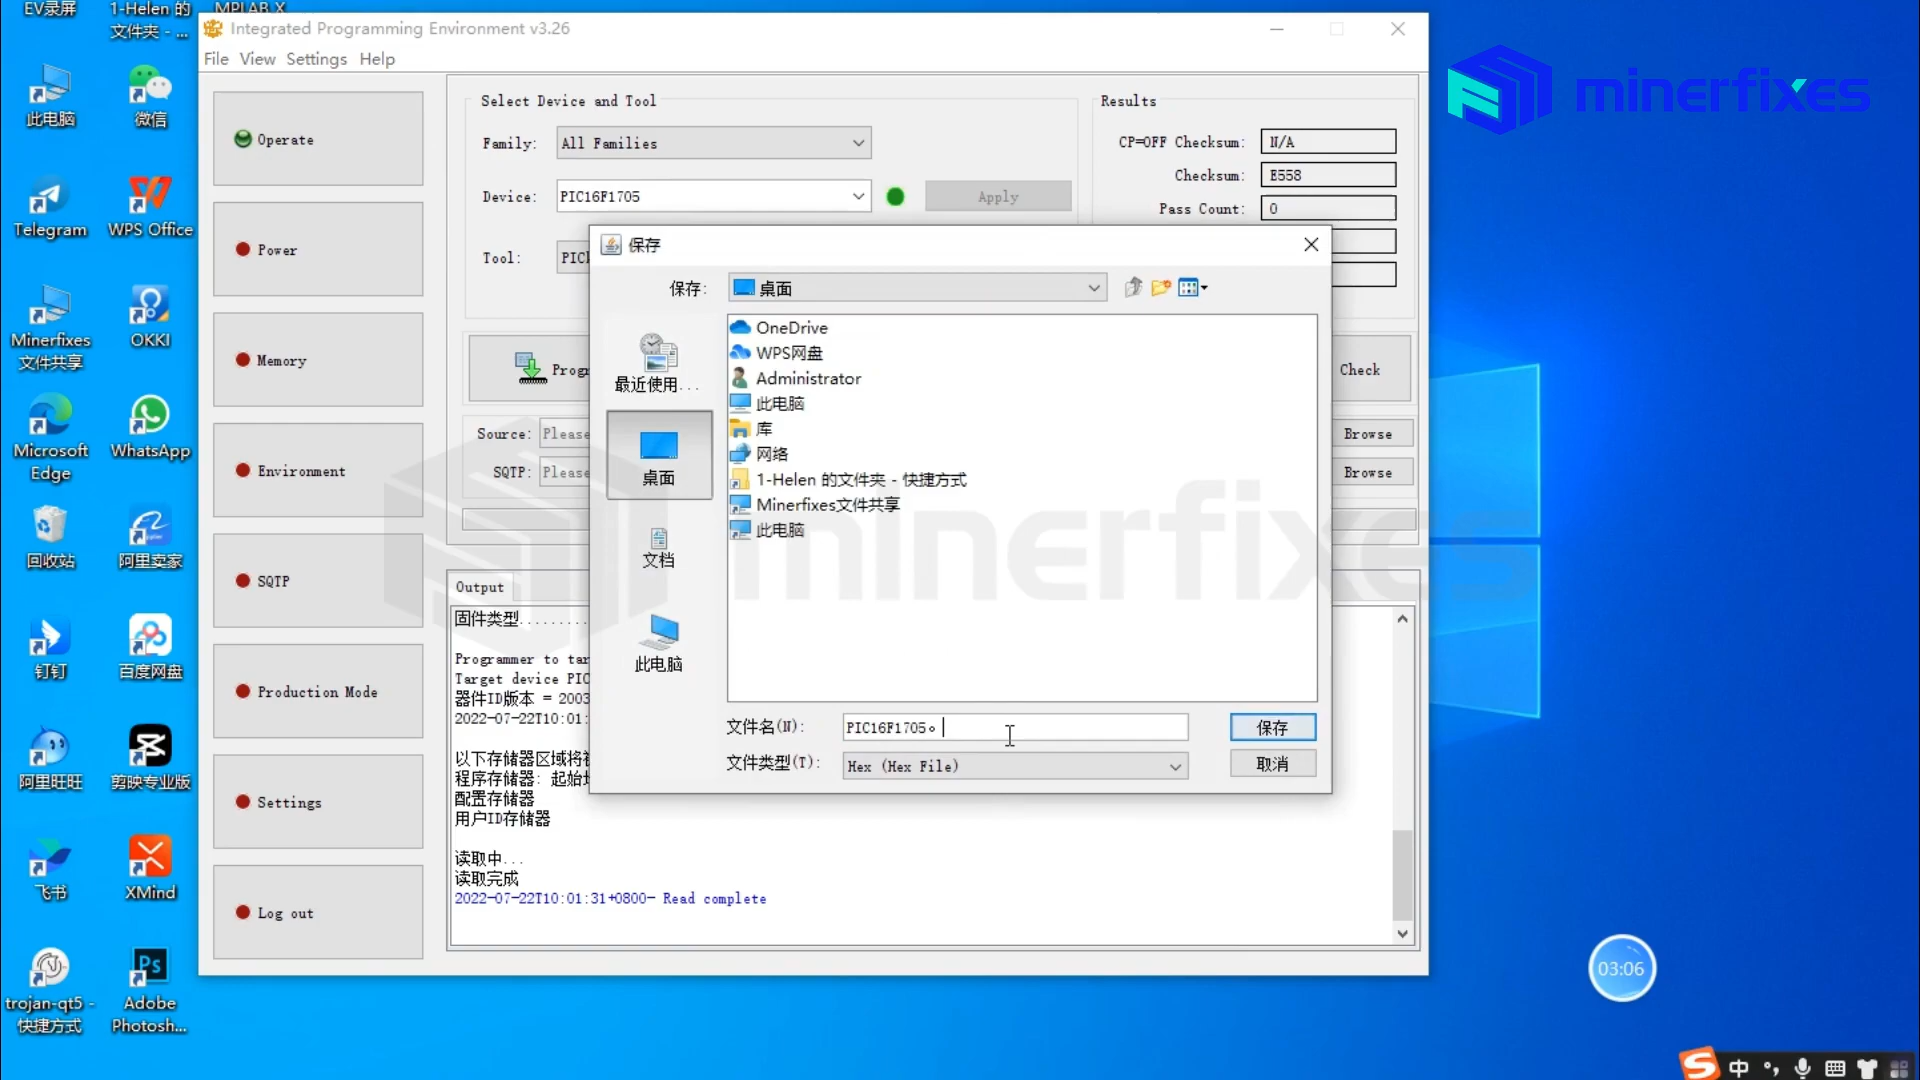 EV录屏
1-Helen 的
文件夹 - ...
MPLAB X
此电脑
微信
Telegram
WPS Office
Minerfixes
文件共享
OKKI
Microsoft
Edge
WhatsApp
回收站
阿里卖家
钉钉
百度网盘
阿里旺旺
剪映专业版
飞书
XMind
trojan-qt5 -
快捷方式
Adobe
Photosh...
Ps
Integrated Programming Environment v3.26
File View Settings Help
Operate
Power
Memory
Environment
SQTP
Production Mode
Settings
Log out
Select Device and Tool
Family: All Families
Device: PIC16F1705 Apply
Tool:
Results
CP=OFF Checksum: N/A
Checksum: E558
Pass Count: 0
Check
Source: Please Browse
SQTP: Please Browse
保存
保存: 桌面
最近使用...
桌面
文档
此电脑
OneDrive
WPS网盘
Administrator
此电脑
库
网络
1-Helen 的文件夹 - 快捷方式
Minerfixes文件共享
此电脑
文件名(N): PIC16F1705。 保存
文件类型(T): Hex (Hex File) 取消
Output
固件类型.........
Programmer to
Target device
器件ID版本 = 2003
2022-07-22T10:01:
以下存储器区域将
程序存储器: 起始
配置存储器
用户ID存储器
读取中...
读取完成
2022-07-22T10:01:31+0800- Read complete
minerfixes
minerfixes
03:06
中